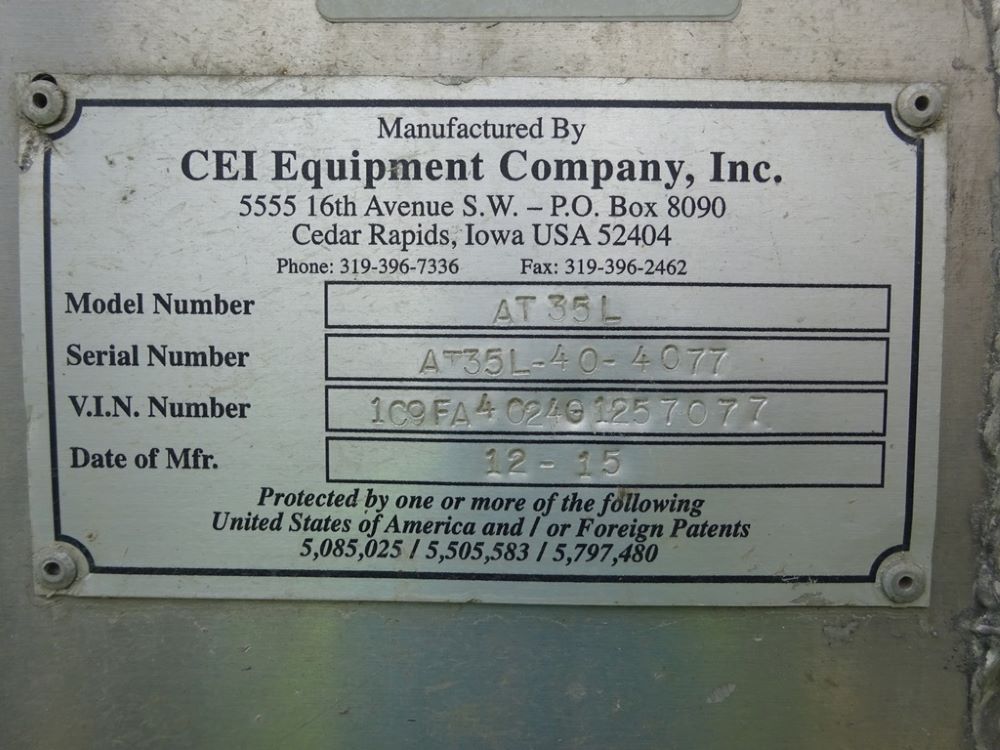 Manufactured By
CEI Equipment Company, Inc.
5555 16th Avenue S.W. – P.O. Box 8090
Cedar Rapids, Iowa USA 52404
Phone: 319-396-7336 Fax: 319-396-2462
Model Number AT35L
Serial Number AT35L-40-4077
V.I.N. Number 1C9FA4024G1257077
Date of Mfr. 12-15
Protected by one or more of the following
United States of America and / or Foreign Patents
5,085,025 / 5,505,583 / 5,797,480